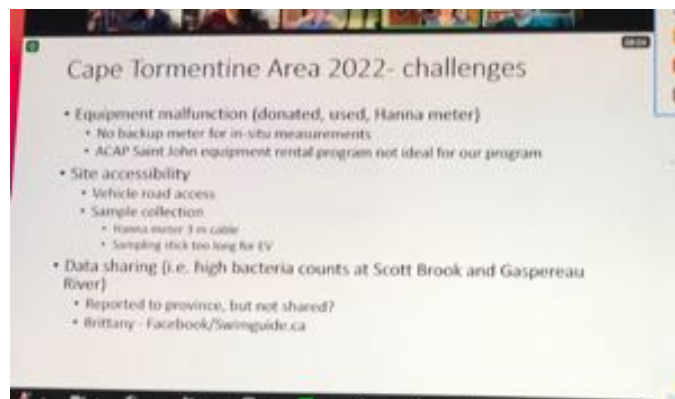 Cape Tormentine Area 2022- challenges
• Equipment malfunction (donated, used, Hanna meter)
• No backup meter for in-situ measurements
• ACAP Saint John equipment rental program not ideal for our program
• Site accessibility
• Vehicle road access
• Sample collection
• Hanna meter 3 m cable
• Sampling stick too long for EV
• Data sharing (i.e. high bacteria counts at Scott Brook and Gaspereau
River)
• Reported to province, but not shared?
• Brittany - Facebook/Swimguide.ca